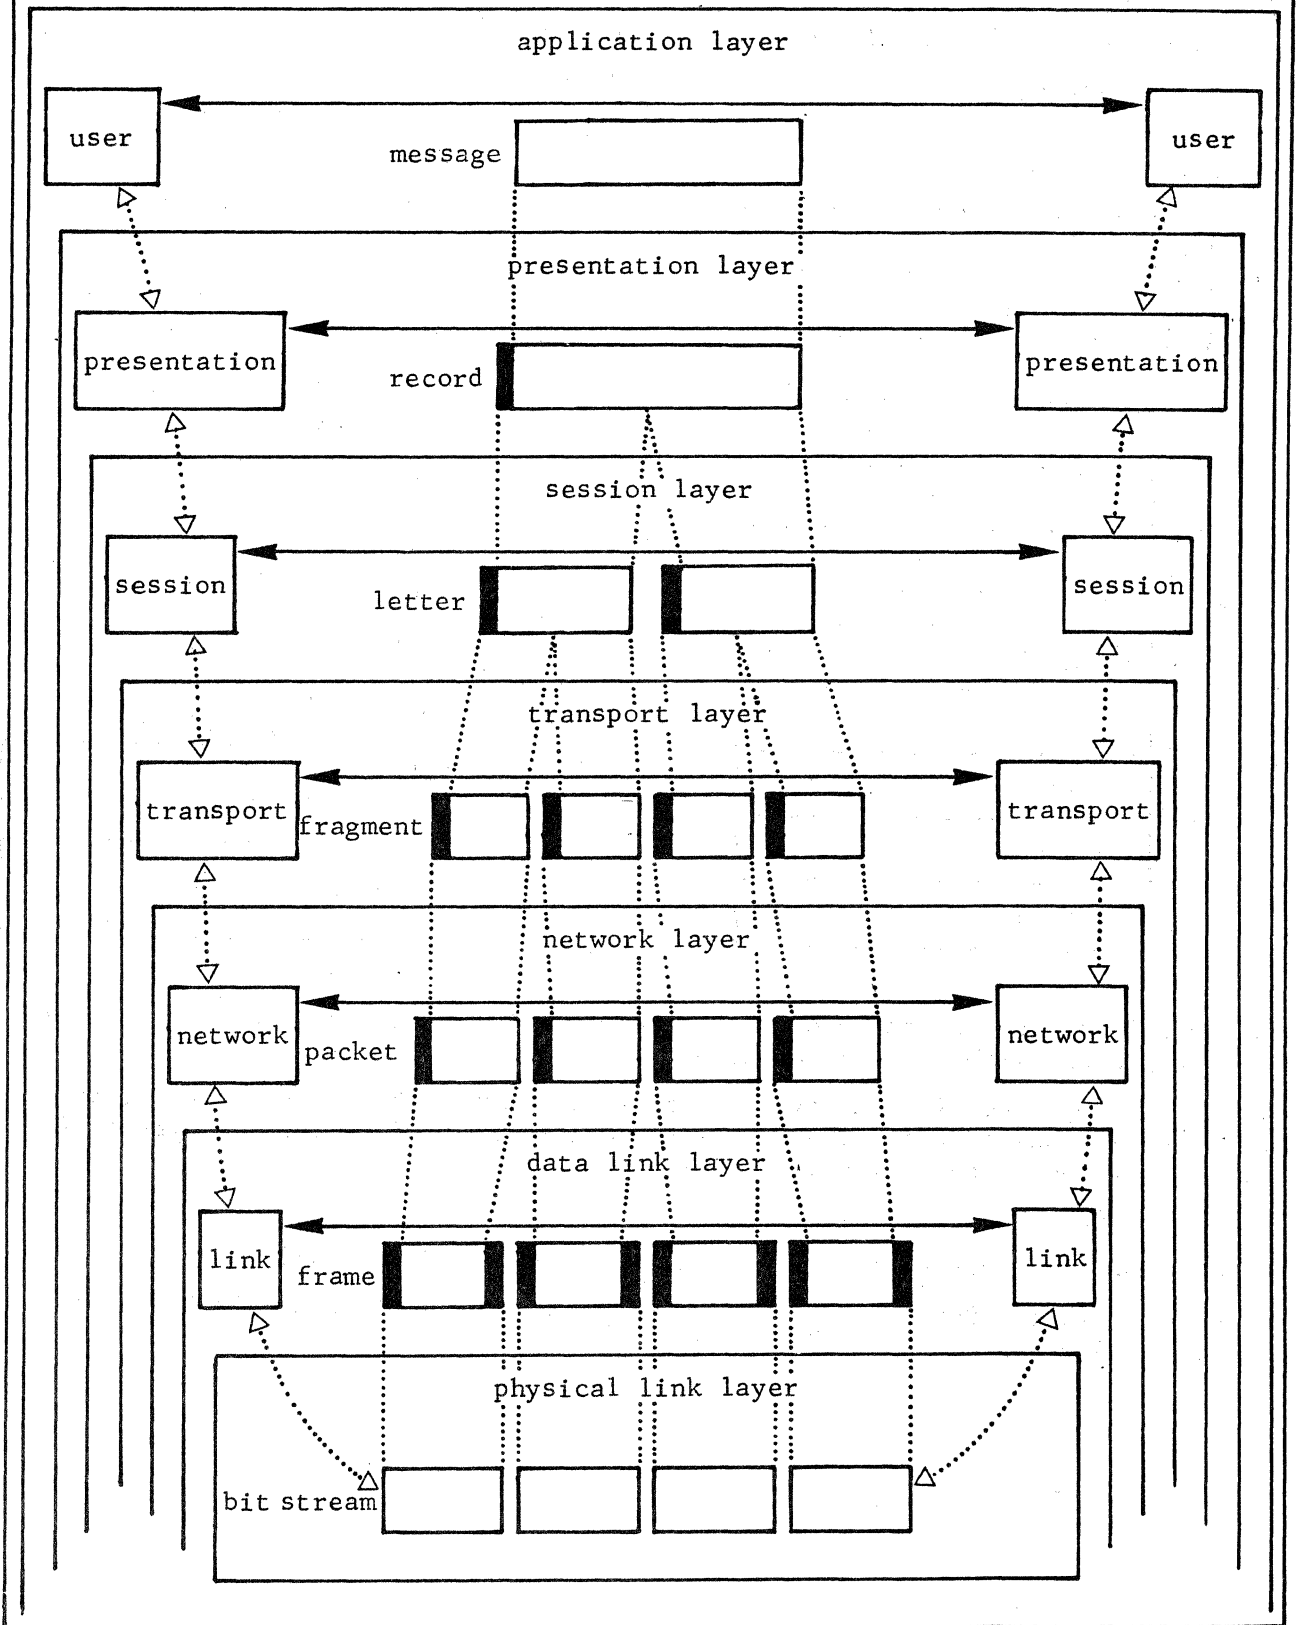 application layer
user
user
message
presentation layer
presentation
presentation
record
session layer
session
session
letter
transport layer
transport
transport
fragment
network layer
network
network
packet
data link layer
link
link
frame
physical link layer
bit stream